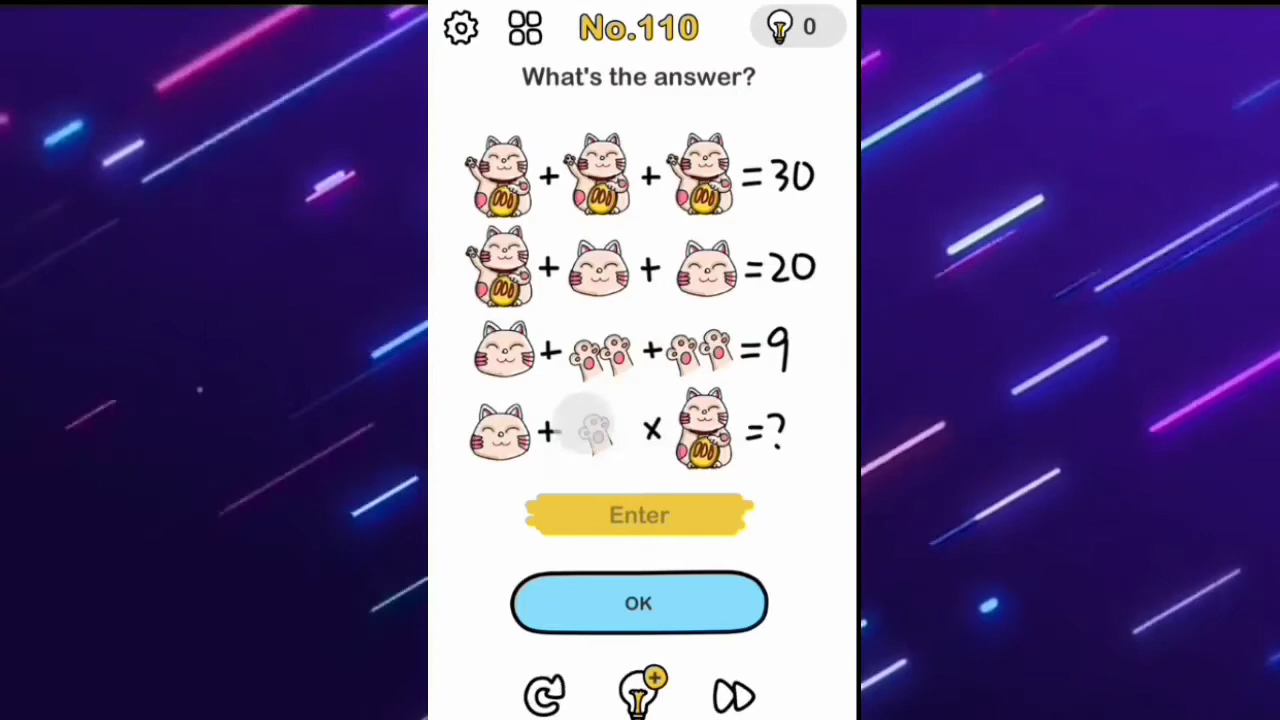 No.110
0
What's the answer?
+ + =30
+ + =20
+ + =9
+ x =?
Enter
OK
+